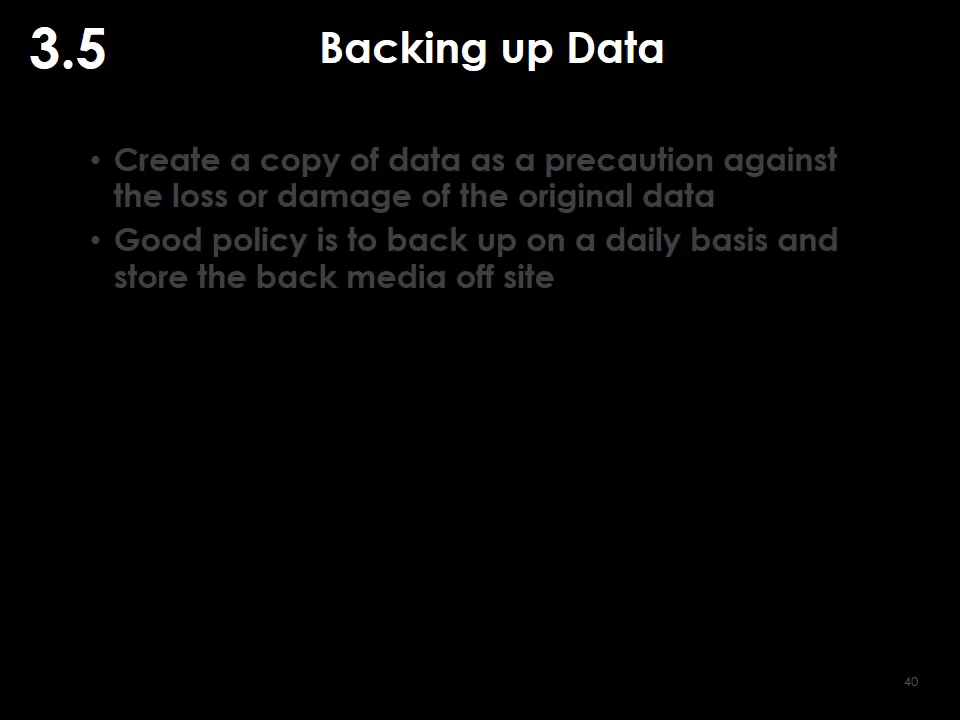 3.5
Backing up Data
• Create a copy of data as a precaution against
the loss or damage of the original data
• Good policy is to back up on a daily basis and
store the back media off site
40